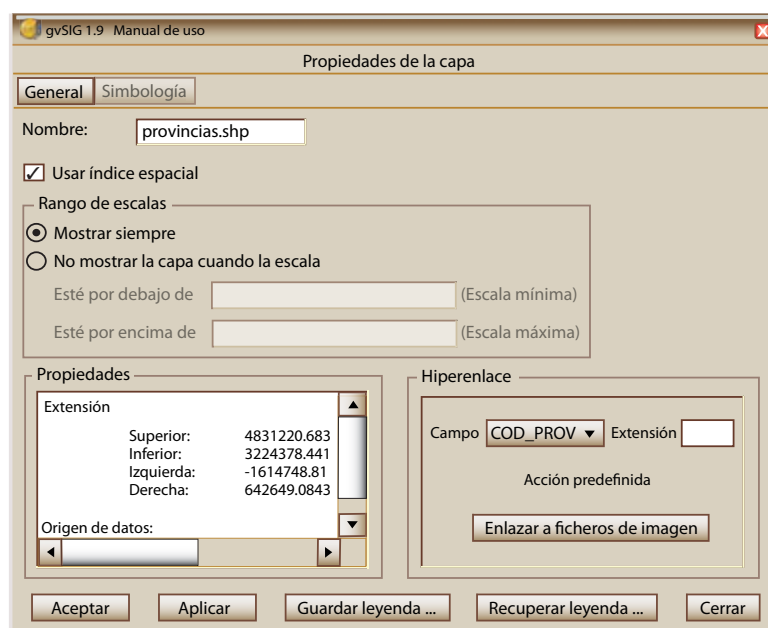 gvSIG 1.9 Manual de uso
Propiedades de la capa
General Simbología
Nombre: provincias.shp
Usar índice espacial
Rango de escalas
Mostrar siempre
No mostrar la capa cuando la escala
Esté por debajo de (Escala mínima)
Esté por encima de (Escala máxima)
Propiedades
Extensión
Superior: 4831220.683
Inferior: 3224378.441
Izquierda: -1614748.81
Derecha: 642649.0843
Origen de datos:
Hiperenlace
Campo COD_PROV Extensión
Acción predefinida
Enlazar a ficheros de imagen
Aceptar Aplicar Guardar leyenda ... Recuperar leyenda ... Cerrar